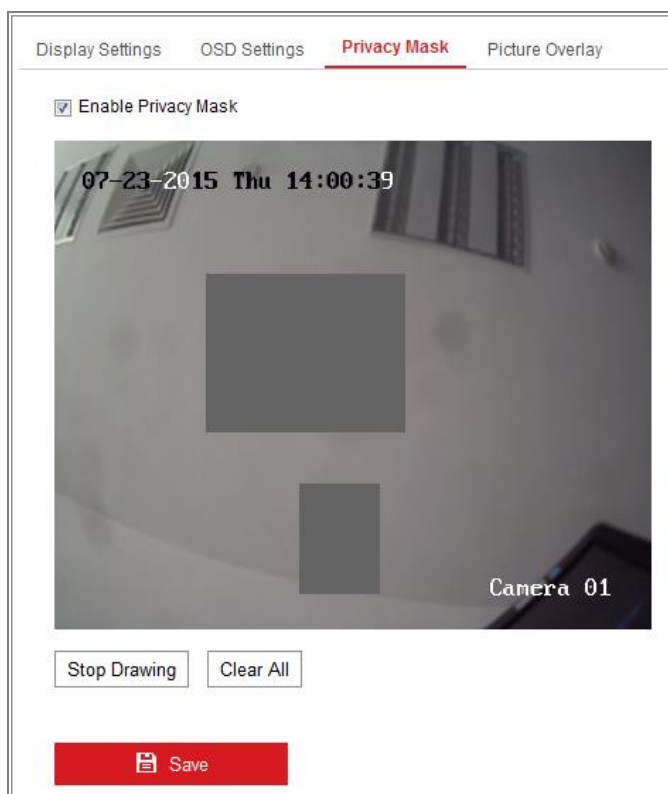 Display Settings OSD Settings Privacy Mask Picture Overlay
Enable Privacy Mask
07-23-2015 Thu 14:00:39
Camera 01
Stop Drawing Clear All
Save